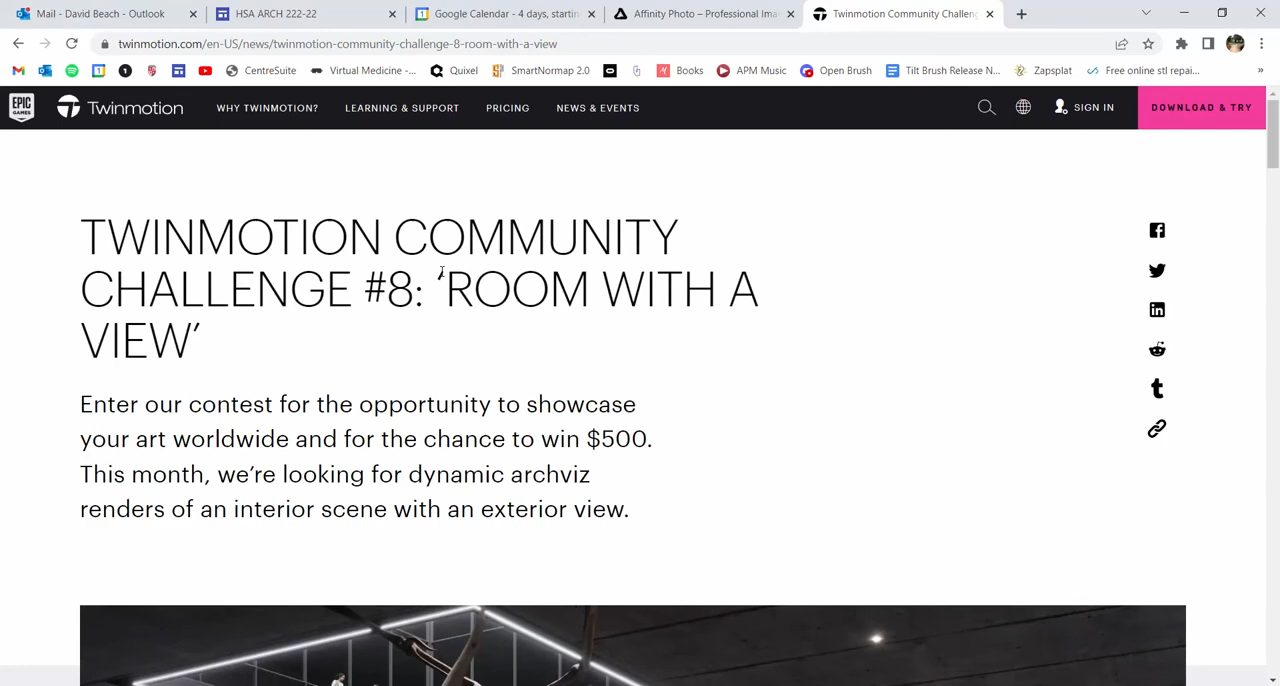 Mail - David Beach - Outlook
HSA ARCH 222-22
Google Calendar - 4 days, startin
Affinity Photo – Professional Ima
Twinmotion Community Challeng
twinmotion.com/en-US/news/twinmotion-community-challenge-8-room-with-a-view
CentreSuite
Virtual Medicine -...
Quixel
SmartNormap 2.0
Books
APM Music
Open Brush
Tilt Brush Release N...
Zapsplat
Free online stl repai...
EPIC GAMES
Twinmotion
WHY TWINMOTION?
LEARNING & SUPPORT
PRICING
NEWS & EVENTS
SIGN IN
DOWNLOAD & TRY
TWINMOTION COMMUNITY
CHALLENGE #8: ‘ROOM WITH A
VIEW’
Enter our contest for the opportunity to showcase
your art worldwide and for the chance to win $500.
This month, we’re looking for dynamic archviz
renders of an interior scene with an exterior view.